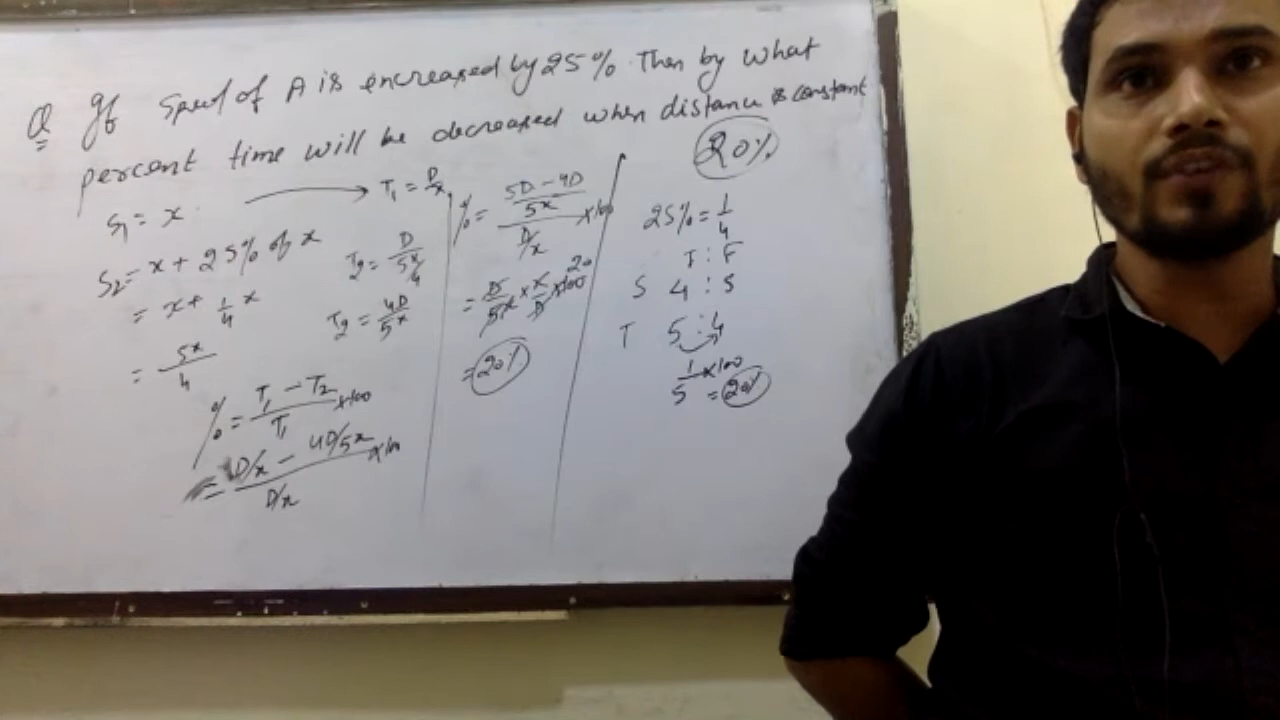 Q If Speed of A is encreased by 25%. Then by what
percent time will be decreased when distance is constant
20%
S₁ = x → T₁ = D/x
S₂ = x + 25% of x
= x + 1/4 x
= 5x/4
T₂ = D/(5x/4)
T₂ = 4D/5x
% = (T₁ - T₂)/T₁ × 100
= (D/x - 4D/5x)/(D/x) × 100
% = ((5D - 4D)/5x)/(D/x) × 100
= D/5x × x/D × 100 20
= 20%
25% = 1/4
I : F
S 4 : 5
T 5 : 4
1/5 × 100
= 20%